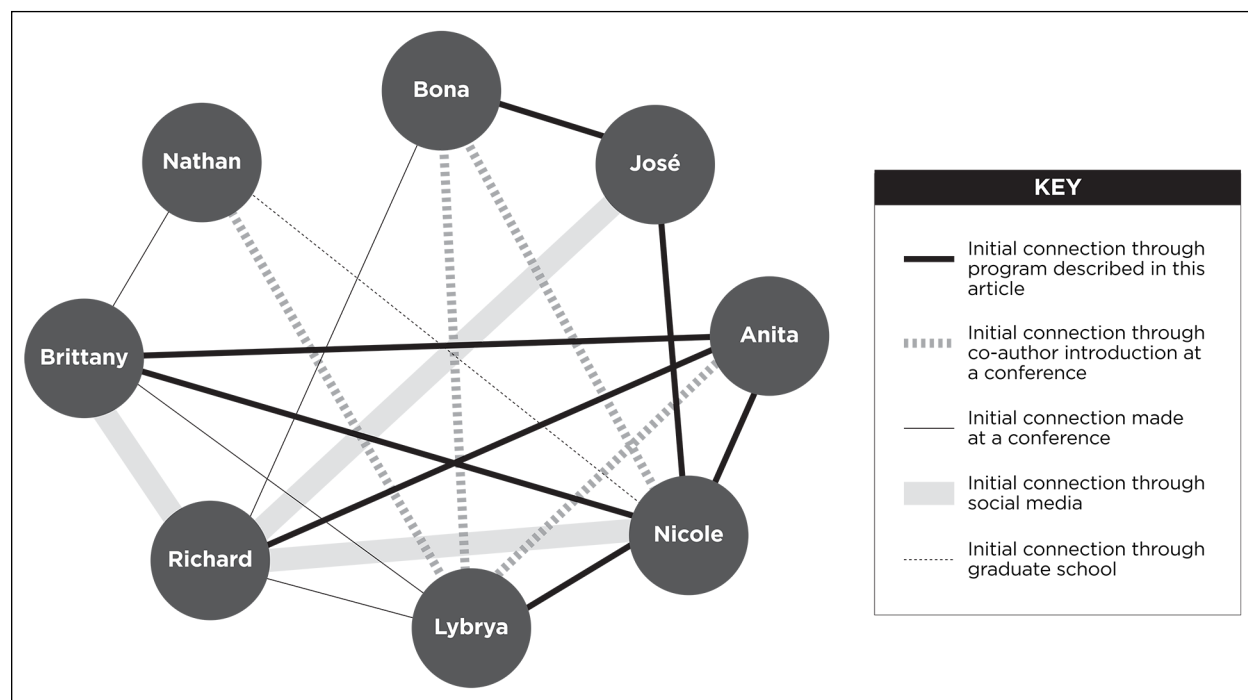 Bona
Nathan
José
Anita
Brittany
Richard
Nicole
Lybrya
KEY
Initial connection through
program described in this
article
Initial connection through
co-author introduction at
a conference
Initial connection made
at a conference
Initial connection through
social media
Initial connection through
graduate school